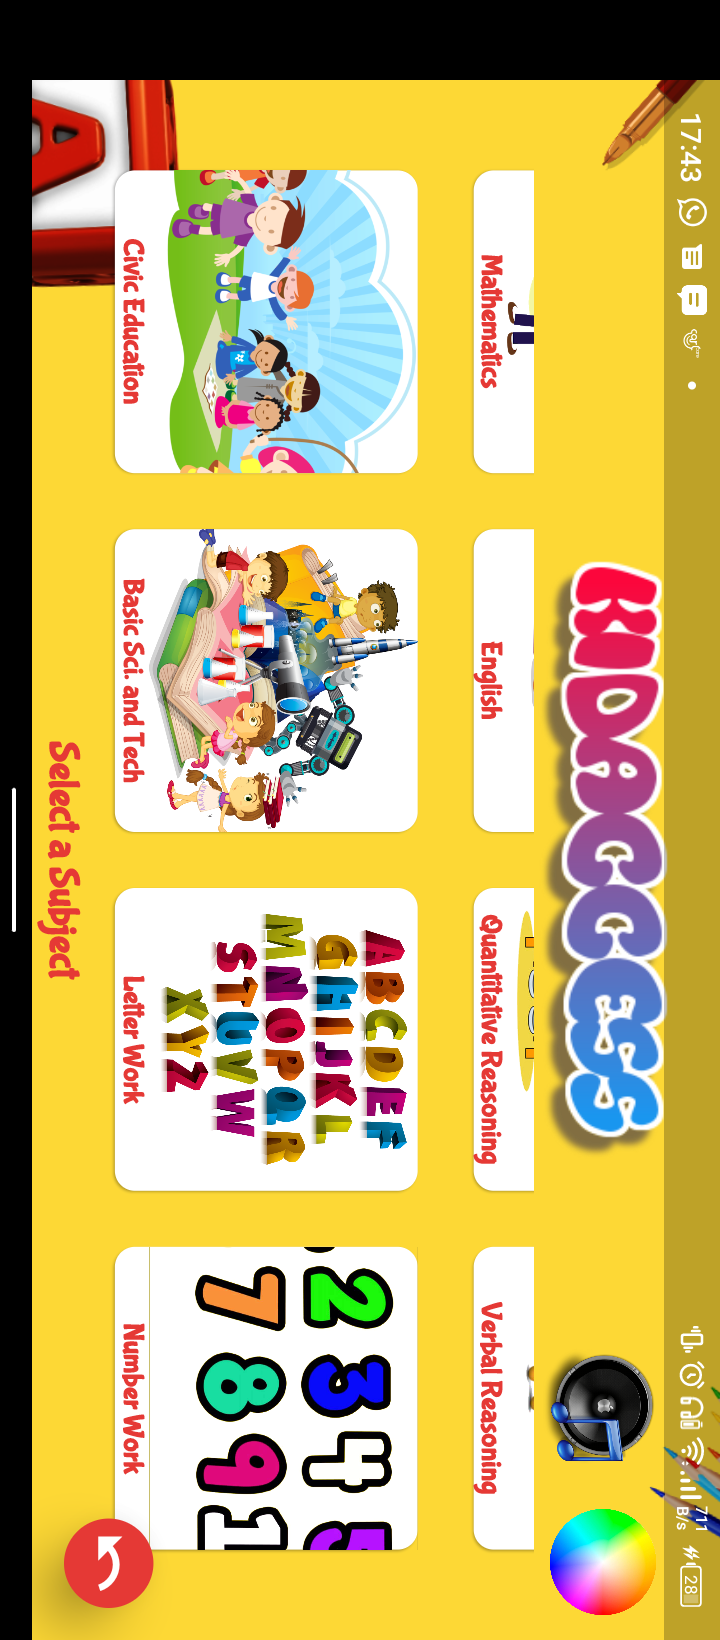 17:43
711
B/s
28
KIDACCESS
Mathematics
English
Quantitative Reasoning
Verbal Reasoning
A B C D E F
G H I J K L
M N O P Q R
S T U V W
X Y Z
2 3 4 5
7 8 9 1
Civic Education
Basic Sci. and Tech
Letter Work
Number Work
Select a Subject
A